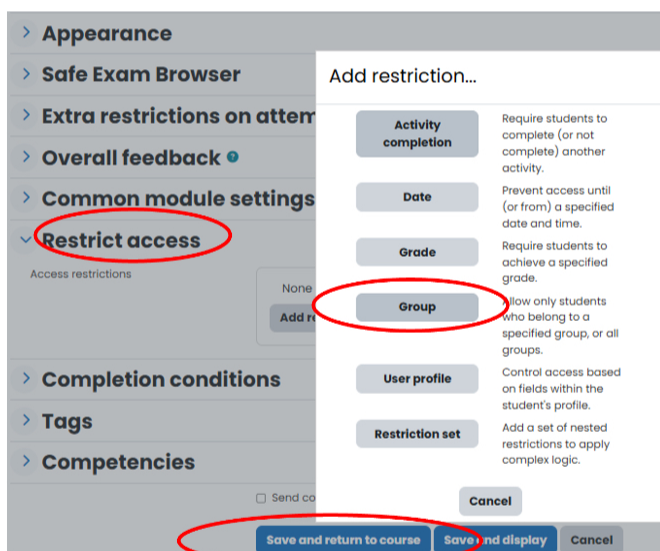 Appearance
Safe Exam Browser
Extra restrictions on attem
Overall feedback
Common module settings
Restrict access
Access restrictions
None
Add re
Completion conditions
Tags
Competencies
Send co
Save and return to course
Save and display
Cancel
Add restriction...
Activity
completion
Require students to
complete (or not
complete) another
activity.
Date
Prevent access until
(or from) a specified
date and time.
Grade
Require students to
achieve a specified
grade.
Group
Allow only students
who belong to a
specified group, or all
groups.
User profile
Control access based
on fields within the
student's profile.
Restriction set
Add a set of nested
restrictions to apply
complex logic.
Cancel